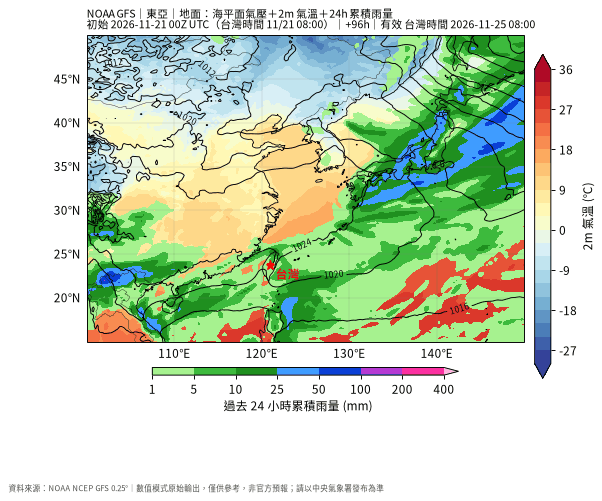 NOAA GFS｜東亞｜地面：海平面氣壓＋2m 氣溫＋24h 累積雨量
初始 2026-11-21 00Z UTC（台灣時間 11/21 08:00）｜+96h｜有效 台灣時間 2026-11-25 08:00
45°N
40°N
35°N
30°N
25°N
20°N
110°E
120°E
130°E
140°E
1020
1024
1020
1016
台灣
36
27
18
9
0
-9
-18
-27
2m 氣溫 (°C)
1
5
10
25
50
100
200
400
過去 24 小時累積雨量 (mm)
資料來源：NOAA NCEP GFS 0.25°｜數值模式原始輸出，僅供參考，非官方預報；請以中央氣象署發布為準